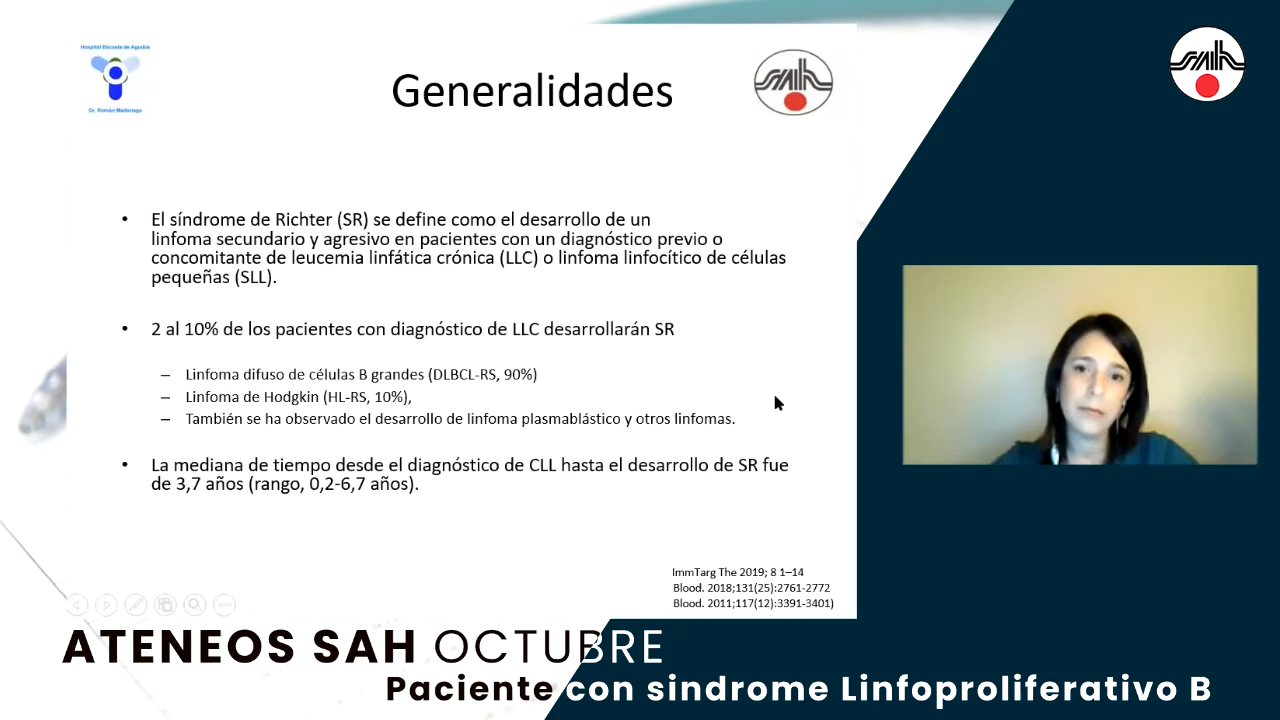 Hospital Escuela de Agudos
Dr. Ramón Madariaga
Generalidades
• El síndrome de Richter (SR) se define como el desarrollo de un
linfoma secundario y agresivo en pacientes con un diagnóstico previo o
concomitante de leucemia linfática crónica (LLC) o linfoma linfocítico de células
pequeñas (SLL).
• 2 al 10% de los pacientes con diagnóstico de LLC desarrollarán SR
– Linfoma difuso de células B grandes (DLBCL-RS, 90%)
– Linfoma de Hodgkin (HL-RS, 10%),
– También se ha observado el desarrollo de linfoma plasmablástico y otros linfomas.
• La mediana de tiempo desde el diagnóstico de CLL hasta el desarrollo de SR fue
de 3,7 años (rango, 0,2-6,7 años).
ImmTarg The 2019; 8 1–14
Blood. 2018;131(25):2761-2772
Blood. 2011;117(12):3391-3401)
ATENEOS SAH OCTUBRE
Paciente con sindrome Linfoproliferativo B